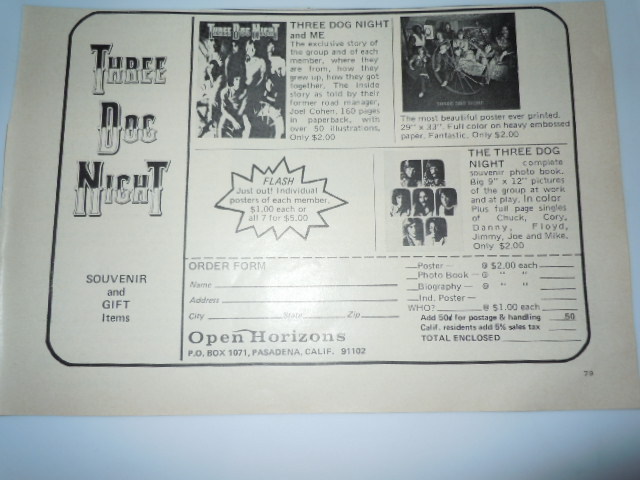 THREE
DOG
NIGHT
SOUVENIR
and
GIFT
Items
THREE DOG NIGHT
THREE DOG NIGHT
and ME
The exclusive story of
the group and of each
member, where they
are from, how they
grew up, how they got
together. The inside
story as told by their
former road manager,
Joel Cohen. 160 pages
in paperback, with
over 50 illustrations.
Only $2.00
THREE DOG NIGHT
The most beautiful poster ever printed.
29" x 33". Full color on heavy embossed
paper. Fantastic. Only $2.00
FLASH
Just out! Individual
posters of each member.
$1.00 each or
all 7 for $5.00
THE THREE DOG
NIGHT complete
souvenir photo book.
Big 9" x 12" pictures
of the group at work
and at play. In color
Plus full page singles
of Chuck, Cory,
Danny, Floyd,
Jimmy, Joe and Mike.
Only $2.00
ORDER FORM
Name
Address
City State Zip
Open Horizons
P.O. BOX 1071, PASADENA, CALIF. 91102
Poster — @ $2.00 each
Photo Book — @ " "
Biography — @ " "
Ind. Poster —
WHO? @ $1.00 each
Add 50¢ for postage & handling .50
Calif. residents add 5% sales tax
TOTAL ENCLOSED
79